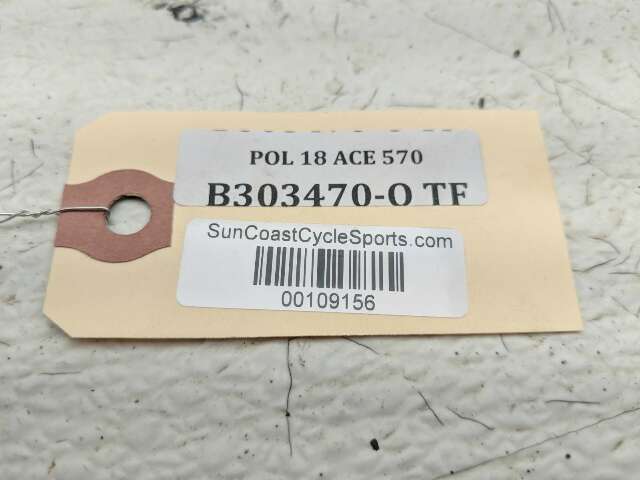 POL 18 ACE 570
B303470-O TF
SunCoastCycleSports.com
00109156